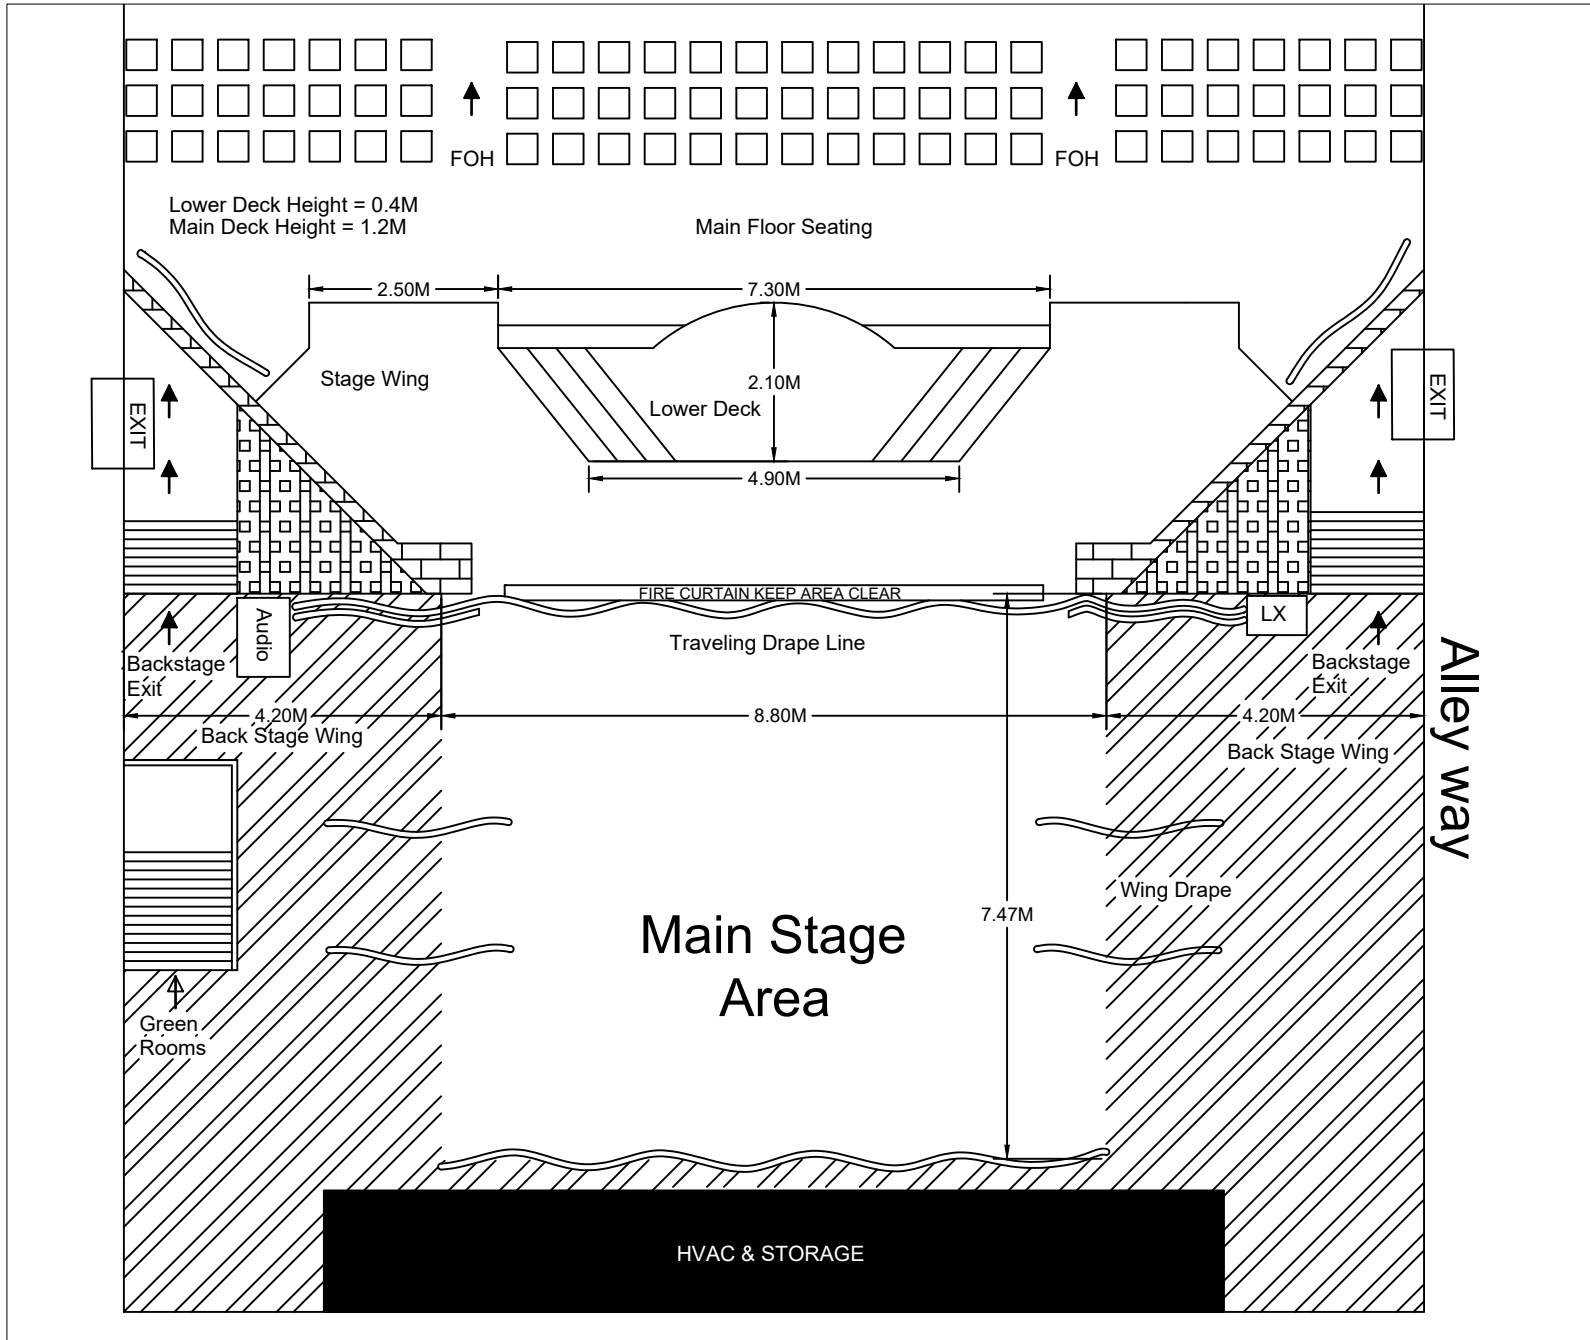 FOH
FOH
Lower Deck Height = 0.4M
Main Deck Height = 1.2M
Main Floor Seating
2.50M
7.30M
Stage Wing
2.10M
Lower Deck
EXIT
EXIT
4.90M
FIRE CURTAIN KEEP AREA CLEAR
Audio
LX
Traveling Drape Line
Backstage
Exit
Backstage
Exit
Alley way
4.20M
8.80M
4.20M
Back Stage Wing
Back Stage Wing
Wing Drape
7.47M
Main Stage
Area
Green
Rooms
HVAC & STORAGE